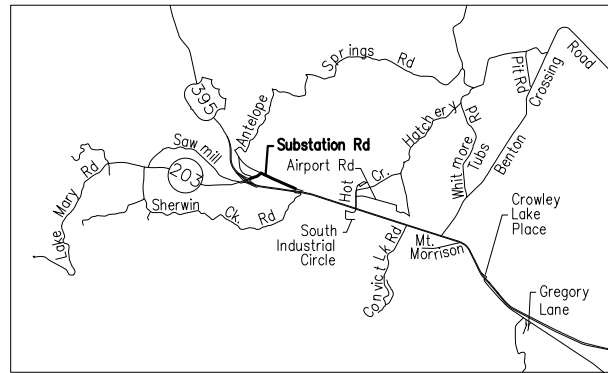 395
Antelope Springs Rd
Saw mill
Substation Rd
Airport Rd
203
Lake Mary Rd
Sherwin Ck. Rd
Hot Cr. Hatchery Rd
South
Industrial
Circle
Convict Lk Rd
Mt.
Morrison
Whitmore Tubs
Pit Rd
Benton Crossing Road
Crowley
Lake
Place
Gregory
Lane